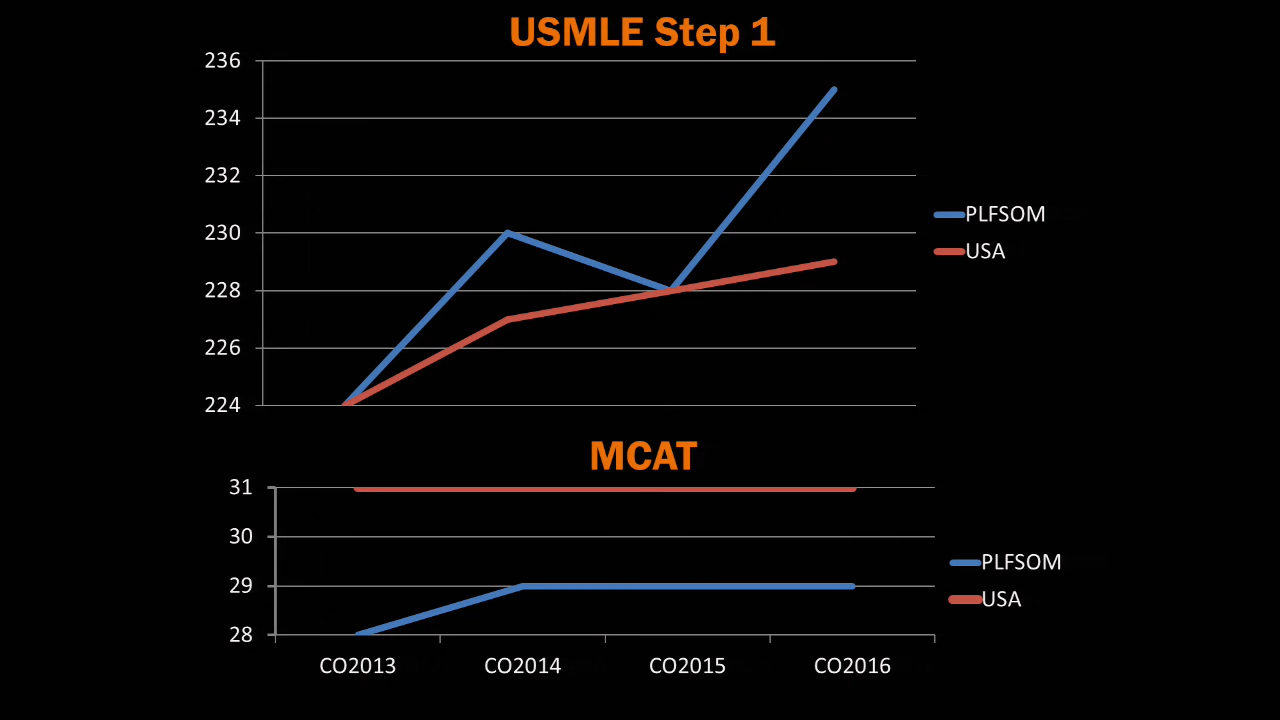 USMLE Step 1
236
234
232
230
228
226
224
PLFSOM
USA
MCAT
31
30
29
28
PLFSOM
USA
CO2013 CO2014 CO2015 CO2016